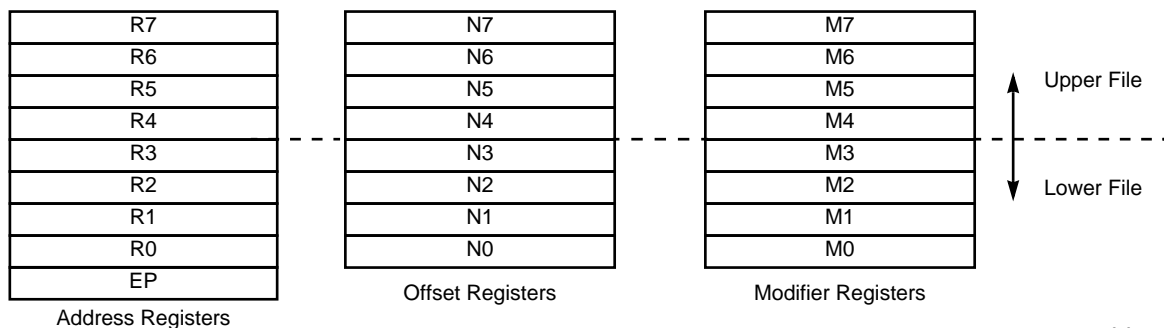 R7 N7 M7
R6 N6 M6
R5 N5 M5 Upper File
R4 N4 M4
R3 N3 M3
R2 N2 M2 Lower File
R1 N1 M1
R0 N0 M0
EP
Offset Registers Modifier Registers
Address Registers